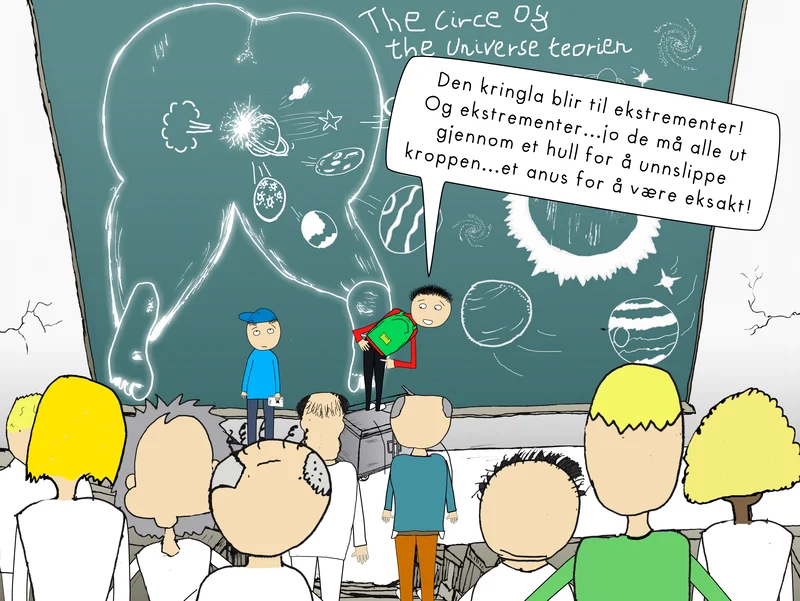 The Circe Of
the universe teorien
Den kringla blir til ekstrementer!
Og ekstrementer...jo de må alle ut
gjennom et hull for å unnslippe
kroppen...et anus for å være eksakt!